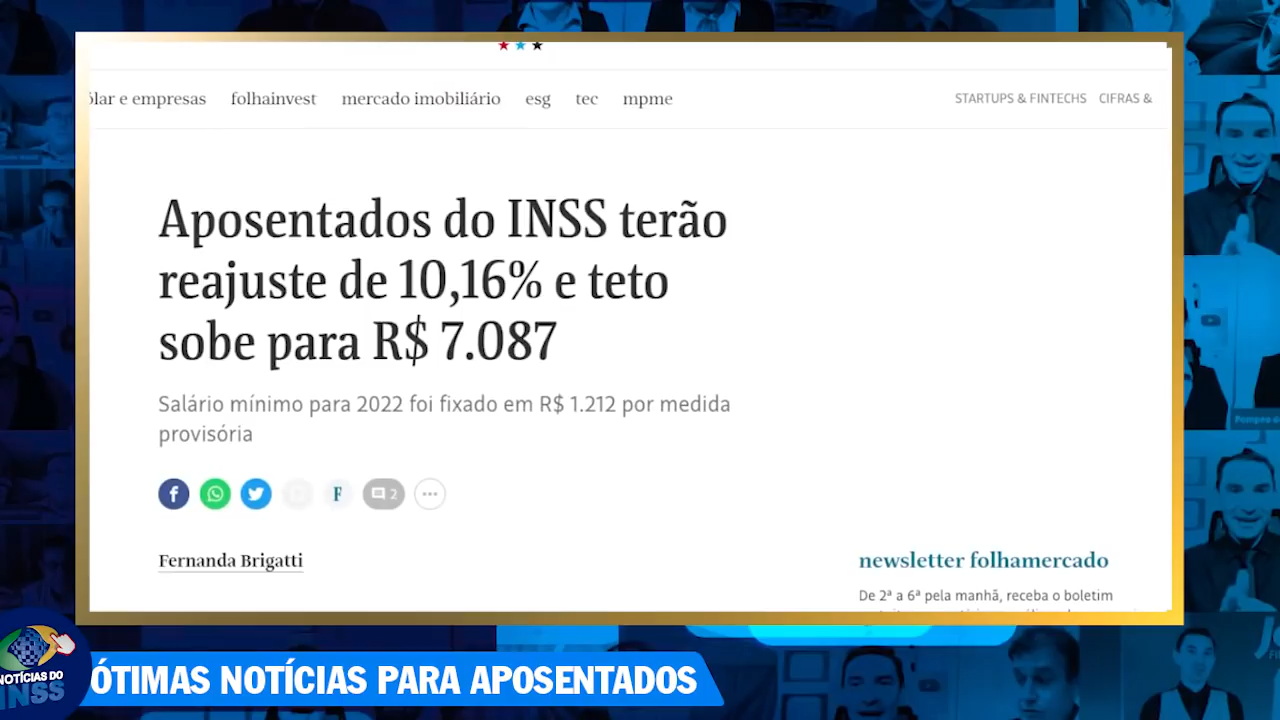 ólar e empresas folhainvest mercado imobiliário esg tec mpme STARTUPS & FINTECHS CIFRAS &
Aposentados do INSS terão
reajuste de 10,16% e teto
sobe para R$ 7.087
Salário mínimo para 2022 foi fixado em R$ 1.212 por medida
provisória
F 2
Fernanda Brigatti
newsletter folhamercado
De 2ª a 6ª pela manhã, receba o boletim
NOTÍCIAS DO
INSS
ÓTIMAS NOTÍCIAS PARA APOSENTADOS